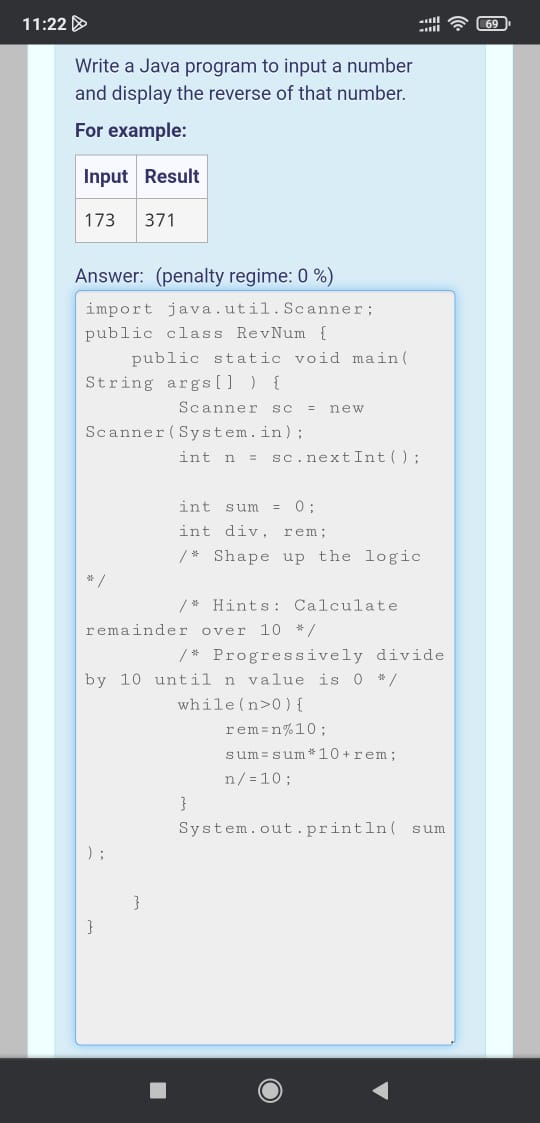 11:22
69
Write a Java program to input a number
and display the reverse of that number.
For example:
Input Result
173 371
Answer: (penalty regime: 0 %)
import java.util.Scanner;
public class RevNum {
public static void main(
String args[] ) {
Scanner sc = new
Scanner(System.in);
int n = sc.nextInt();
int sum = 0;
int div, rem;
/* Shape up the logic
*/
/* Hints: Calculate
remainder over 10 */
/* Progressively divide
by 10 until n value is 0 */
while(n>0){
rem=n%10;
sum=sum*10+rem;
n/=10;
}
System.out.println( sum
);
}
}